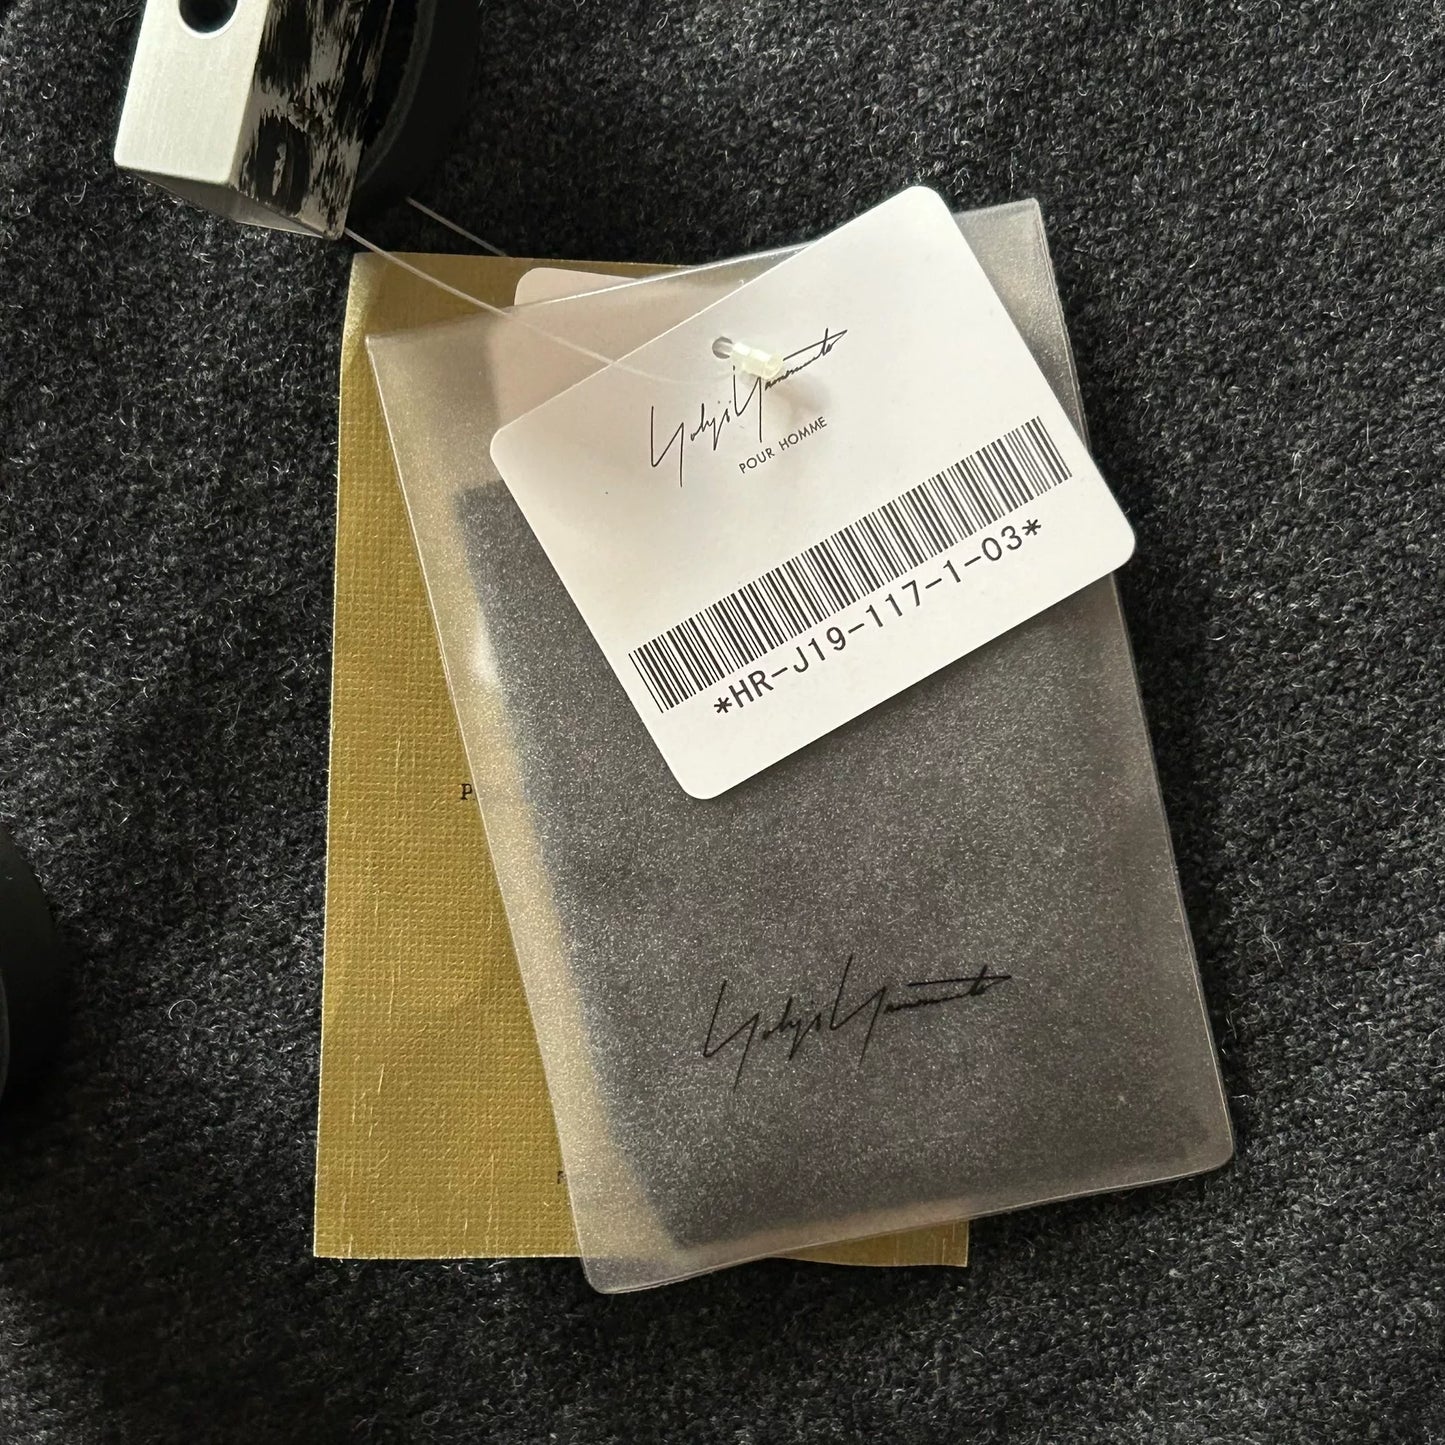 Yohji Yamamoto
POUR HOMME
*HR-J19-117-1-03*
P
Yohji Yamamoto